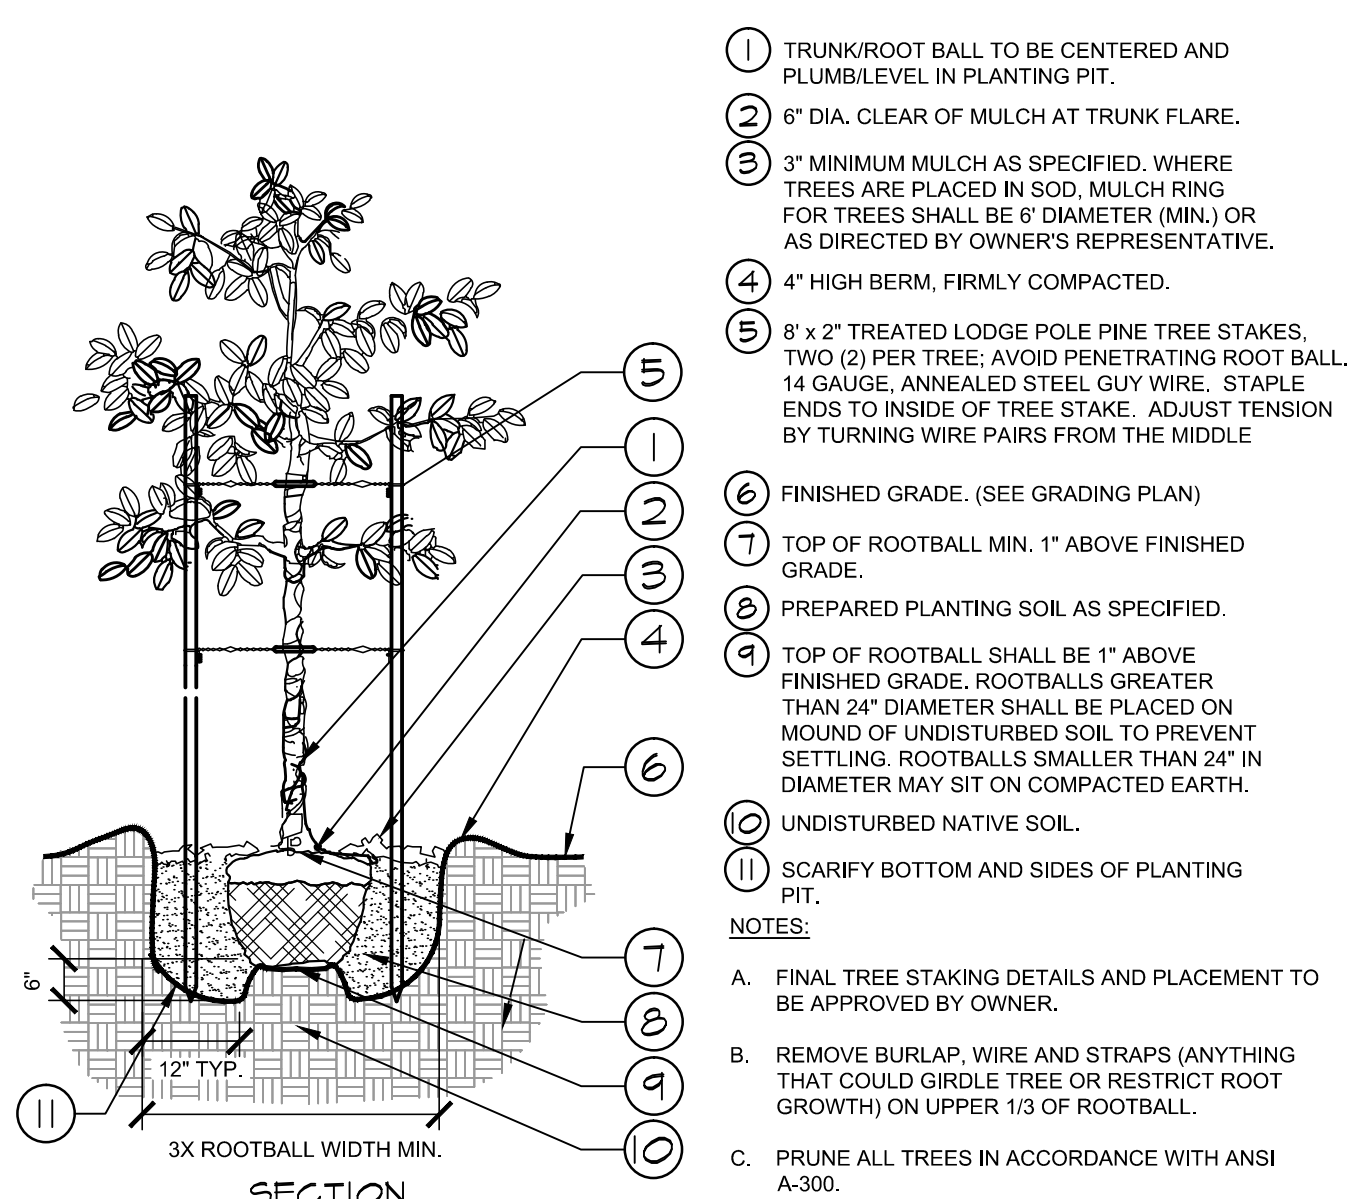 1 TRUNK/ROOT BALL TO BE CENTERED AND
PLUMB/LEVEL IN PLANTING PIT.
2 6" DIA. CLEAR OF MULCH AT TRUNK FLARE.
3 3" MINIMUM MULCH AS SPECIFIED. WHERE
TREES ARE PLACED IN SOD, MULCH RING
FOR TREES SHALL BE 6' DIAMETER (MIN.) OR
AS DIRECTED BY OWNER'S REPRESENTATIVE.
4 4" HIGH BERM, FIRMLY COMPACTED.
5 8' x 2" TREATED LODGE POLE PINE TREE STAKES,
TWO (2) PER TREE; AVOID PENETRATING ROOT BALL.
14 GAUGE, ANNEALED STEEL GUY WIRE. STAPLE
ENDS TO INSIDE OF TREE STAKE. ADJUST TENSION
BY TURNING WIRE PAIRS FROM THE MIDDLE
6 FINISHED GRADE. (SEE GRADING PLAN)
7 TOP OF ROOTBALL MIN. 1" ABOVE FINISHED
GRADE.
8 PREPARED PLANTING SOIL AS SPECIFIED.
9 TOP OF ROOTBALL SHALL BE 1" ABOVE
FINISHED GRADE. ROOTBALLS GREATER
THAN 24" DIAMETER SHALL BE PLACED ON
MOUND OF UNDISTURBED SOIL TO PREVENT
SETTLING. ROOTBALLS SMALLER THAN 24" IN
DIAMETER MAY SIT ON COMPACTED EARTH.
10 UNDISTURBED NATIVE SOIL.
11 SCARIFY BOTTOM AND SIDES OF PLANTING
PIT.
NOTES:
A. FINAL TREE STAKING DETAILS AND PLACEMENT TO
BE APPROVED BY OWNER.
B. REMOVE BURLAP, WIRE AND STRAPS (ANYTHING
THAT COULD GIRDLE TREE OR RESTRICT ROOT
GROWTH) ON UPPER 1/3 OF ROOTBALL.
C. PRUNE ALL TREES IN ACCORDANCE WITH ANSI
A-300.
5
1
2
3
4
6
7
8
9
10
11
6"
12" TYP.
3X ROOTBALL WIDTH MIN.
SECTION